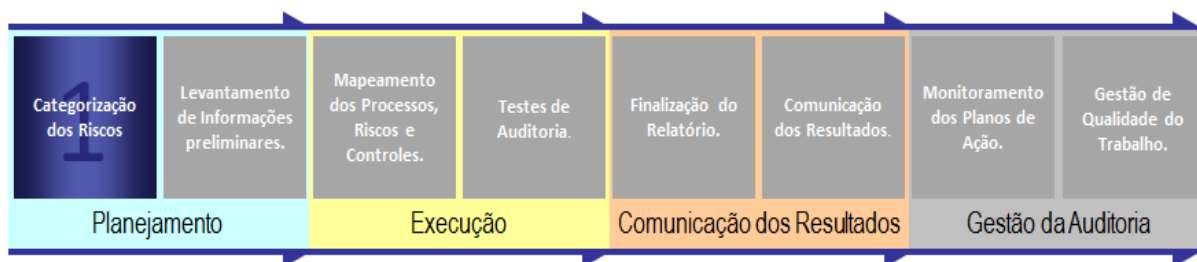 1
Categorização
dos Riscos
Levantamento
de Informações
preliminares.
Mapeamento
dos Processos,
Riscos e
Controles.
Testes de
Auditoria.
Finalização do
Relatório.
Comunicação
dos Resultados.
Monitoramento
dos Planos de
Ação.
Gestão de
Qualidade do
Trabalho.
Planejamento
Execução
Comunicação dos Resultados
Gestão da Auditoria